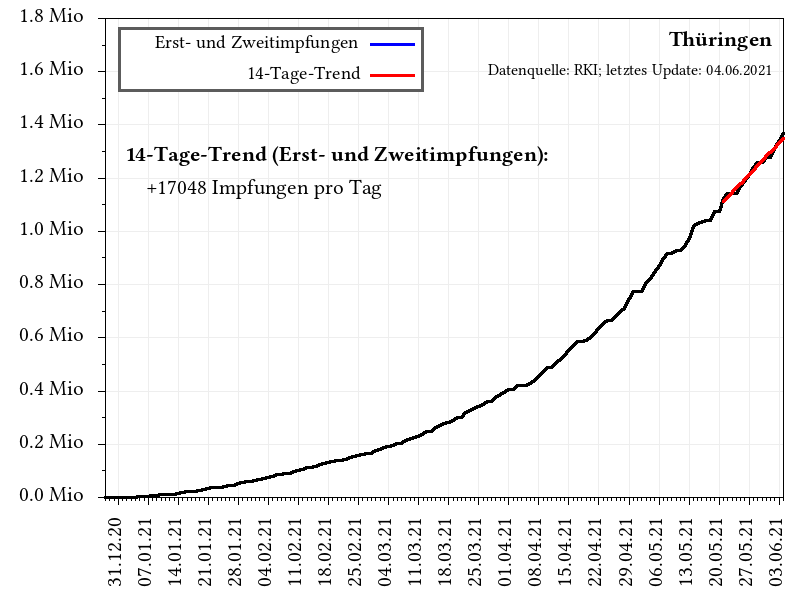 1.8 Mio
1.6 Mio
1.4 Mio
1.2 Mio
1.0 Mio
0.8 Mio
0.6 Mio
0.4 Mio
0.2 Mio
0.0 Mio
Erst- und Zweitimpfungen
14-Tage-Trend
Thüringen
Datenquelle: RKI; letztes Update: 04.06.2021
14-Tage-Trend (Erst- und Zweitimpfungen):
+17048 Impfungen pro Tag
31.12.20
07.01.21
14.01.21
21.01.21
28.01.21
04.02.21
11.02.21
18.02.21
25.02.21
04.03.21
11.03.21
18.03.21
25.03.21
01.04.21
08.04.21
15.04.21
22.04.21
29.04.21
06.05.21
13.05.21
20.05.21
27.05.21
03.06.21